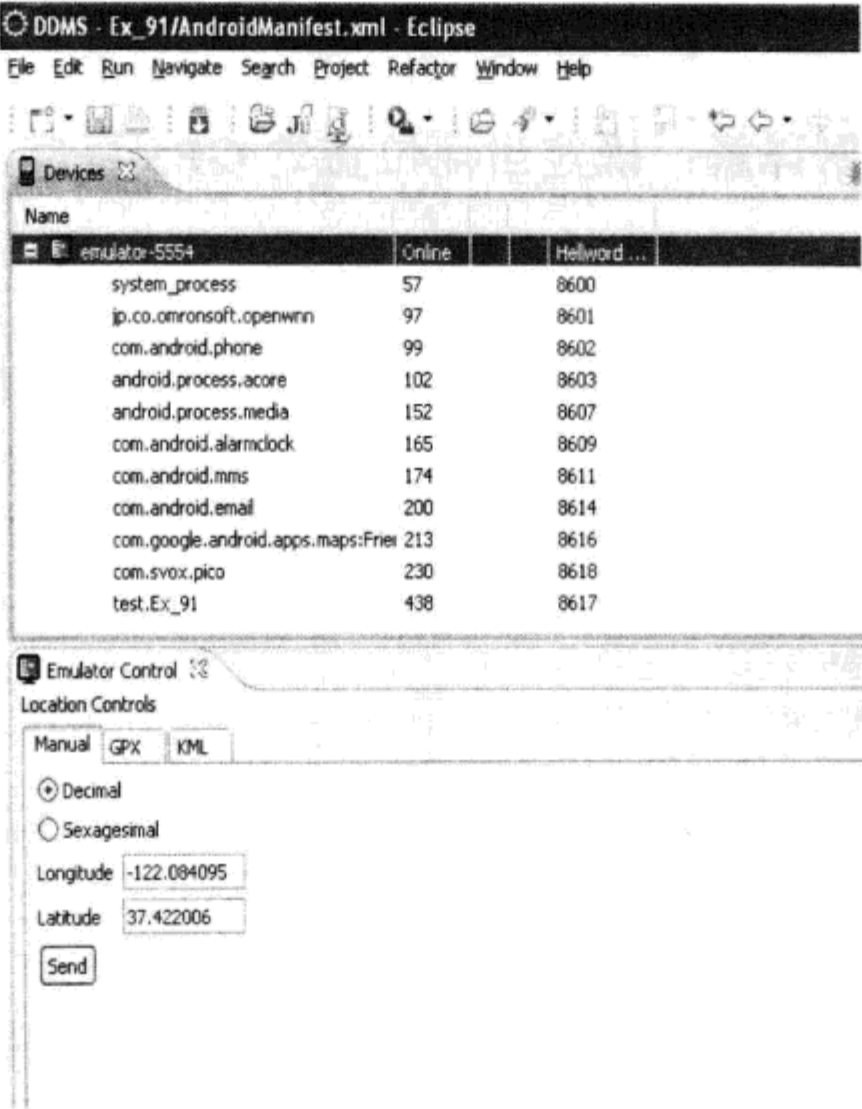 DDMS - Ex_91/AndroidManifest.xml - Eclipse
File Edit Run Navigate Search Project Refactor Window Help
Devices
Name
emulator-5554 Online Hellword ...
system_process 57 8600
jp.co.omronsoft.openwnn 97 8601
com.android.phone 99 8602
android.process.acore 102 8603
android.process.media 152 8607
com.android.alarmclock 165 8609
com.android.mms 174 8611
com.android.email 200 8614
com.google.android.apps.maps:Frie 213 8616
com.svox.pico 230 8618
test.Ex_91 438 8617
Emulator Control
Location Controls
Manual GPX KML
Decimal
Sexagesimal
Longitude -122.084095
Latitude 37.422006
Send